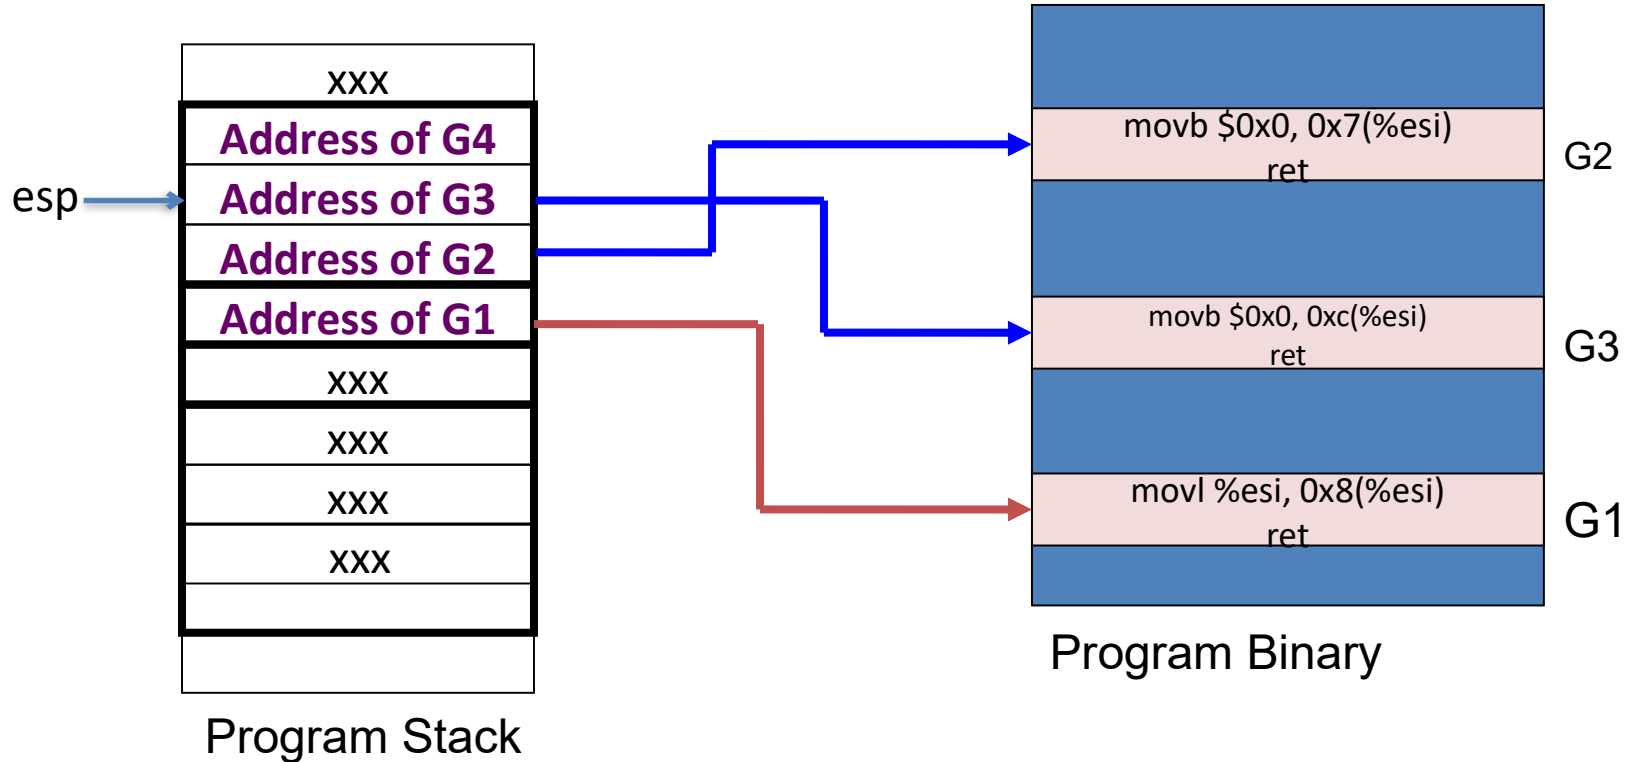 xxx
Address of G4
esp
Address of G3
Address of G2
Address of G1
xxx
xxx
xxx
xxx
Program Stack
movb $0x0, 0x7(%esi)
ret
G2
movb $0x0, 0xc(%esi)
ret
G3
movl %esi, 0x8(%esi)
ret
G1
Program Binary